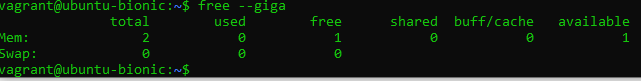 vagrant@ubuntu-bionic:~$ free --giga
              total        used        free      shared  buff/cache   available
Mem:              2           0           1           0           0           1
Swap:             0           0           0
vagrant@ubuntu-bionic:~$